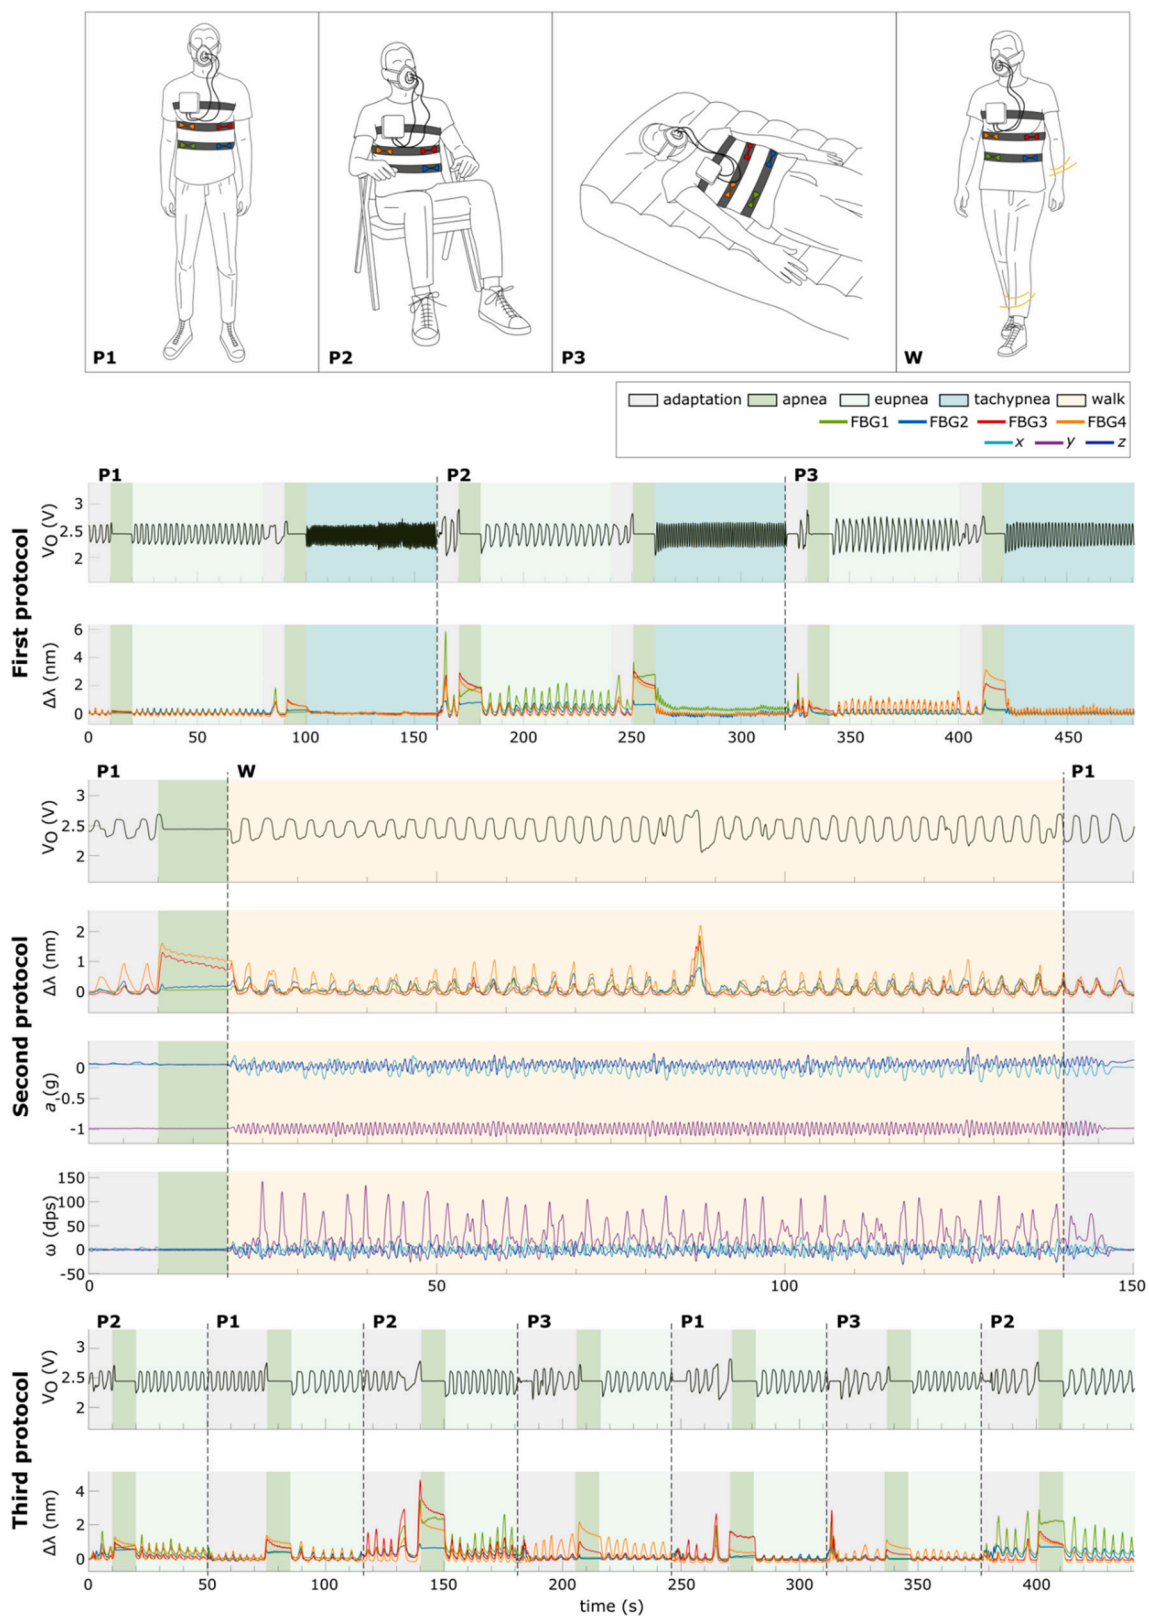 P1
P2
P3
W
adaptation apnea eupnea tachypnea walk
FBG1 FBG2 FBG3 FBG4
x y z
First protocol
P1 P2 P3
V_O (V)
3
2.5
2
Δλ (nm)
6
4
2
0
0 50 100 150 200 250 300 350 400 450
Second protocol
P1 W P1
V_O (V)
3
2.5
2
Δλ (nm)
2
1
0
a (g)
0
-0.5
-1
ω (dps)
150
100
50
0
-50
0 50 100 150
Third protocol
P2 P1 P2 P3 P1 P3 P2
V_O (V)
3
2.5
2
Δλ (nm)
4
2
0
0 50 100 150 200 250 300 350 400
time (s)